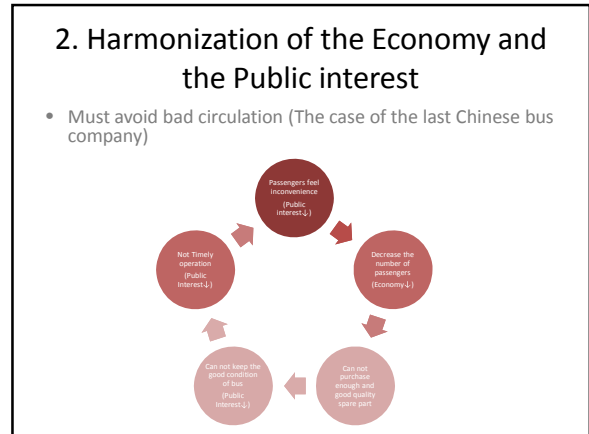 2. Harmonization of the Economy and
the Public interest
• Must avoid bad circulation (The case of the last Chinese bus
company)
Passengers feel
inconvenience
(Public
interest↓)
Decrease the
number of
passengers
(Economy↓)
Can not
purchase
enough and
good quality
spare part
Can not keep the
good condition
of bus
(Public
Interest↓)
Not Timely
operation
(Public
Interest↓)